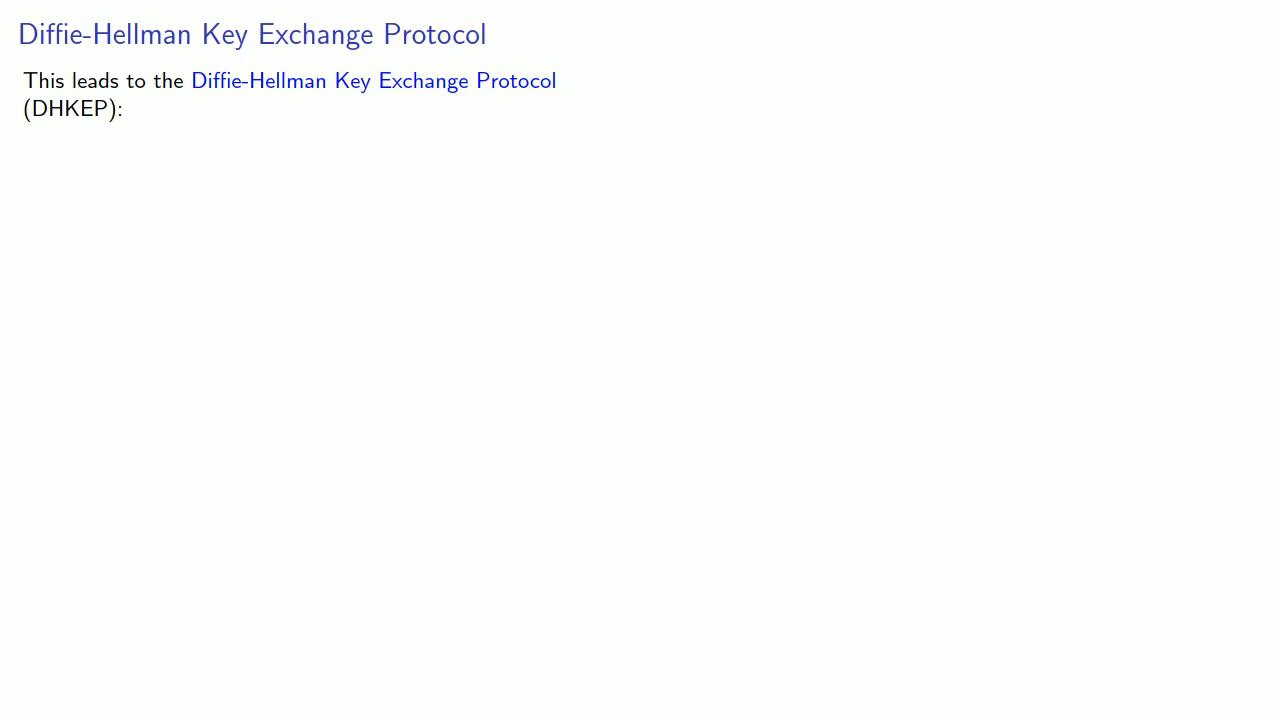 Diffie-Hellman Key Exchange Protocol
This leads to the Diffie-Hellman Key Exchange Protocol
(DHKEP):